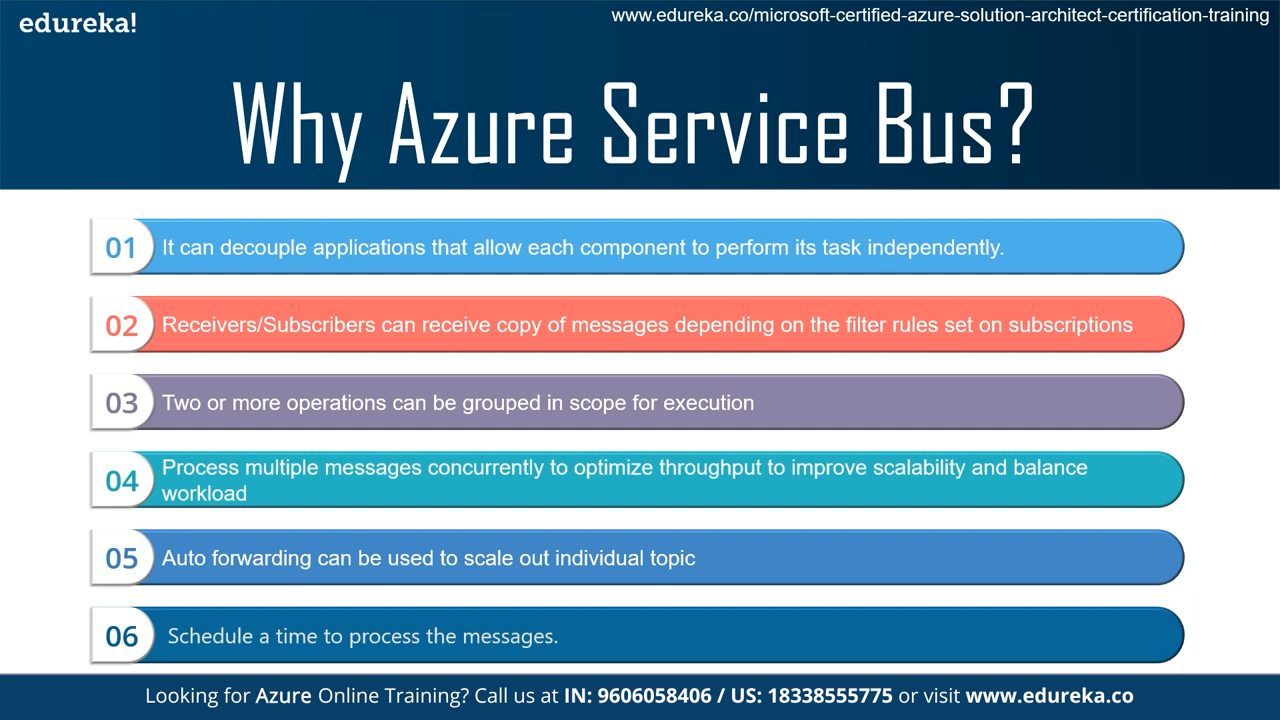 edureka!
www.edureka.co/microsoft-certified-azure-solution-architect-certification-training
Why Azure Service Bus?
01 It can decouple applications that allow each component to perform its task independently.
02 Receivers/Subscribers can receive copy of messages depending on the filter rules set on subscriptions
03 Two or more operations can be grouped in scope for execution
04 Process multiple messages concurrently to optimize throughput to improve scalability and balance
workload
05 Auto forwarding can be used to scale out individual topic
06 Schedule a time to process the messages.
Looking for Azure Online Training? Call us at IN: 9606058406 / US: 18338555775 or visit www.edureka.co